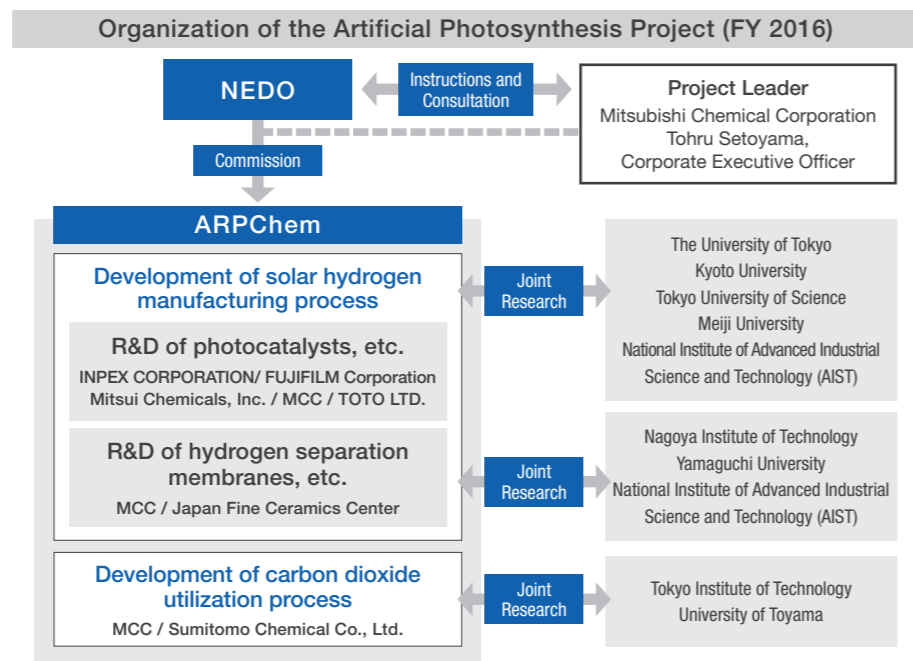 Organization of the Artificial Photosynthesis Project (FY 2016)
NEDO
Instructions and
Consultation
Project Leader
Mitsubishi Chemical Corporation
Tohru Setoyama,
Corporate Executive Officer
Commission
ARPChem
Development of solar hydrogen
manufacturing process
R&D of photocatalysts, etc.
INPEX CORPORATION/ FUJIFILM Corporation
Mitsui Chemicals, Inc. / MCC / TOTO LTD.
Joint
Research
The University of Tokyo
Kyoto University
Tokyo University of Science
Meiji University
National Institute of Advanced Industrial
Science and Technology (AIST)
R&D of hydrogen separation
membranes, etc.
MCC / Japan Fine Ceramics Center
Joint
Research
Nagoya Institute of Technology
Yamaguchi University
National Institute of Advanced Industrial
Science and Technology (AIST)
Development of carbon dioxide
utilization process
MCC / Sumitomo Chemical Co., Ltd.
Joint
Research
Tokyo Institute of Technology
University of Toyama